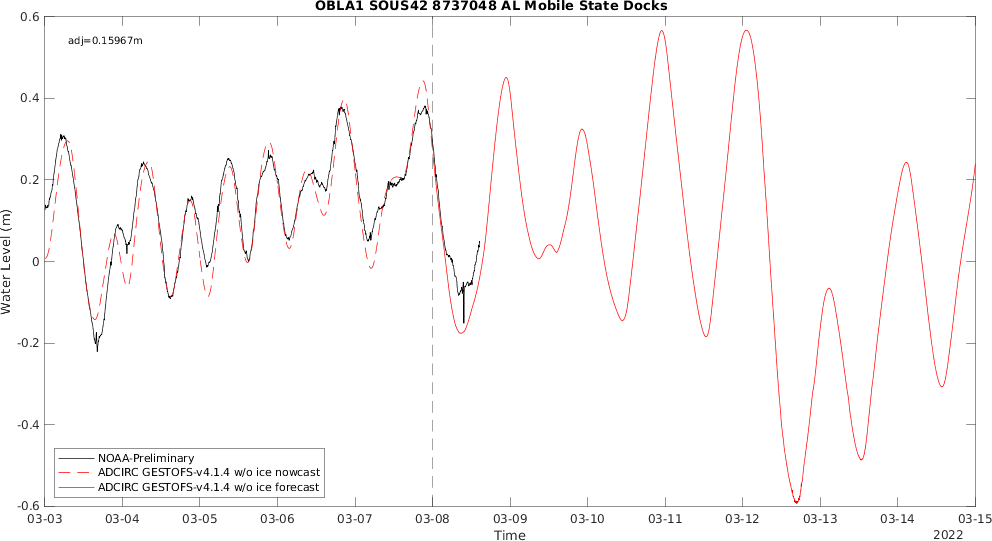 OBLA1 SOUS42 8737048 AL Mobile State Docks
adj=0.15967m
Water Level (m)
0.6
0.4
0.2
0
-0.2
-0.4
-0.6
NOAA-Preliminary
ADCIRC GESTOFS-v4.1.4 w/o ice nowcast
ADCIRC GESTOFS-v4.1.4 w/o ice forecast
03-03 03-04 03-05 03-06 03-07 03-08 03-09 03-10 03-11 03-12 03-13 03-14 03-15
Time
2022